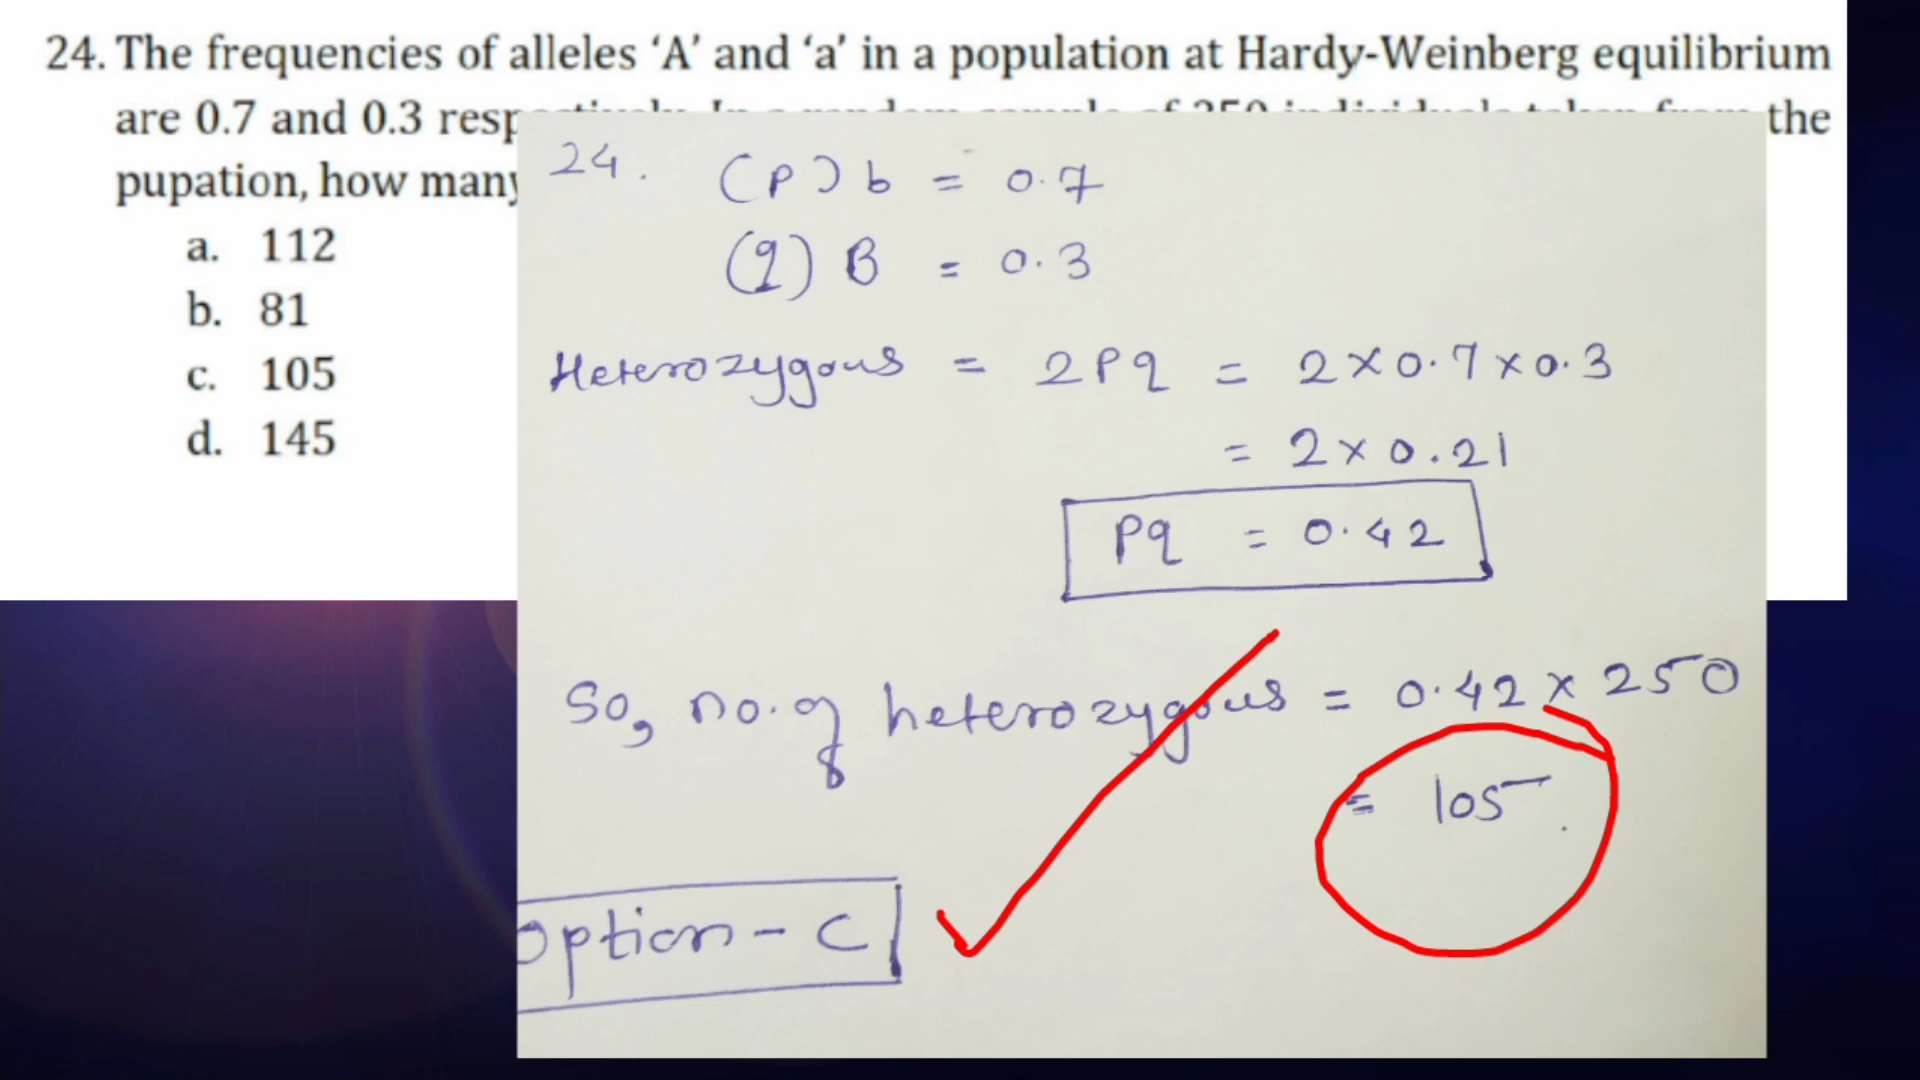 24. The frequencies of alleles ‘A’ and ‘a’ in a population at Hardy-Weinberg equilibrium
are 0.7 and 0.3 the
pupation, how many
a. 112
b. 81
c. 105
d. 145
24. (P) b = 0.7
(q) B = 0.3
Heterozygous = 2Pq = 2×0.7×0.3
= 2×0.21
Pq = 0.42
So, no. of heterozygous = 0.42 × 250
= 105
Option - C